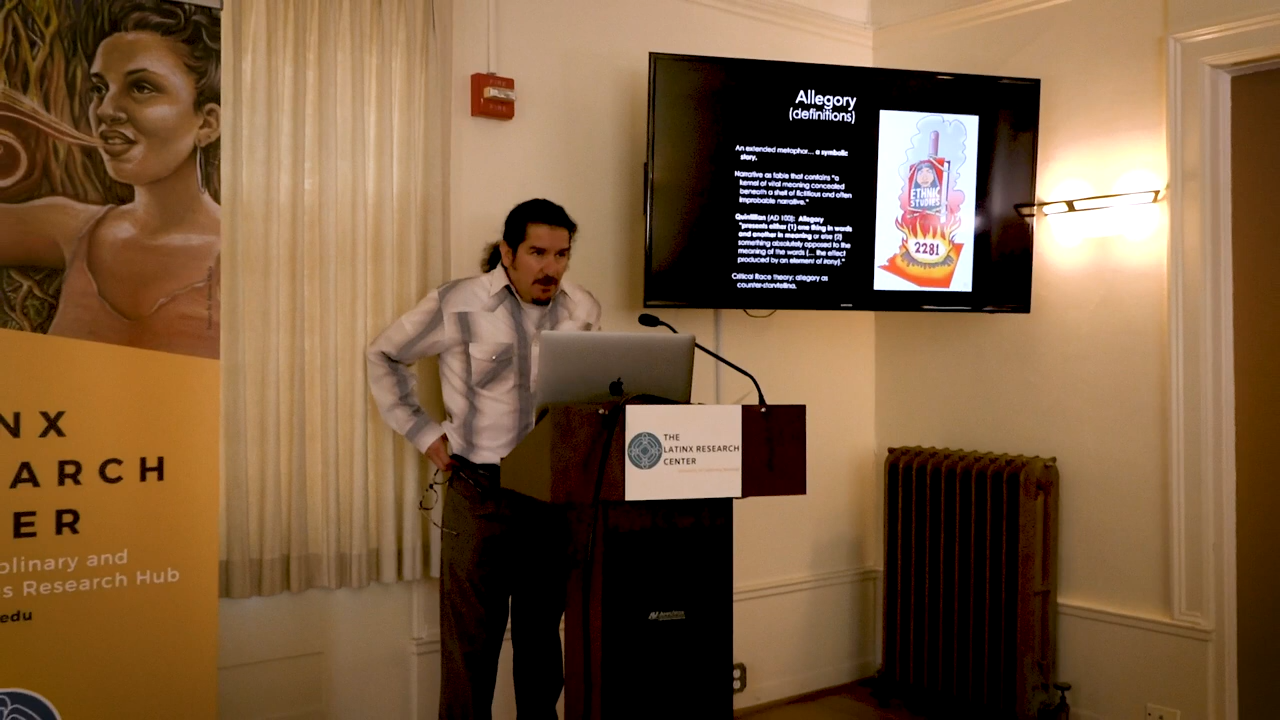 NX
ARCH
ER
plinary and
s Research Hub
edu
FIRE
Allegory
(definitions)
An extended metaphor... a symbolic
story.
Narrative as fable that contains "a
kernel of vital meaning concealed
beneath a shell of fictitious and often
improbable narrative."
Quintilian (AD 100): Allegory
"presents either (1) one thing in words
and another in meaning or else (2)
something absolutely opposed to the
meaning of the words (... the effect
produced by an element of irony)."
Critical Race theory: allegory as
counter-storytelling.
ETHNIC
STUDIES
2281
THE
LATINX RESEARCH
CENTER